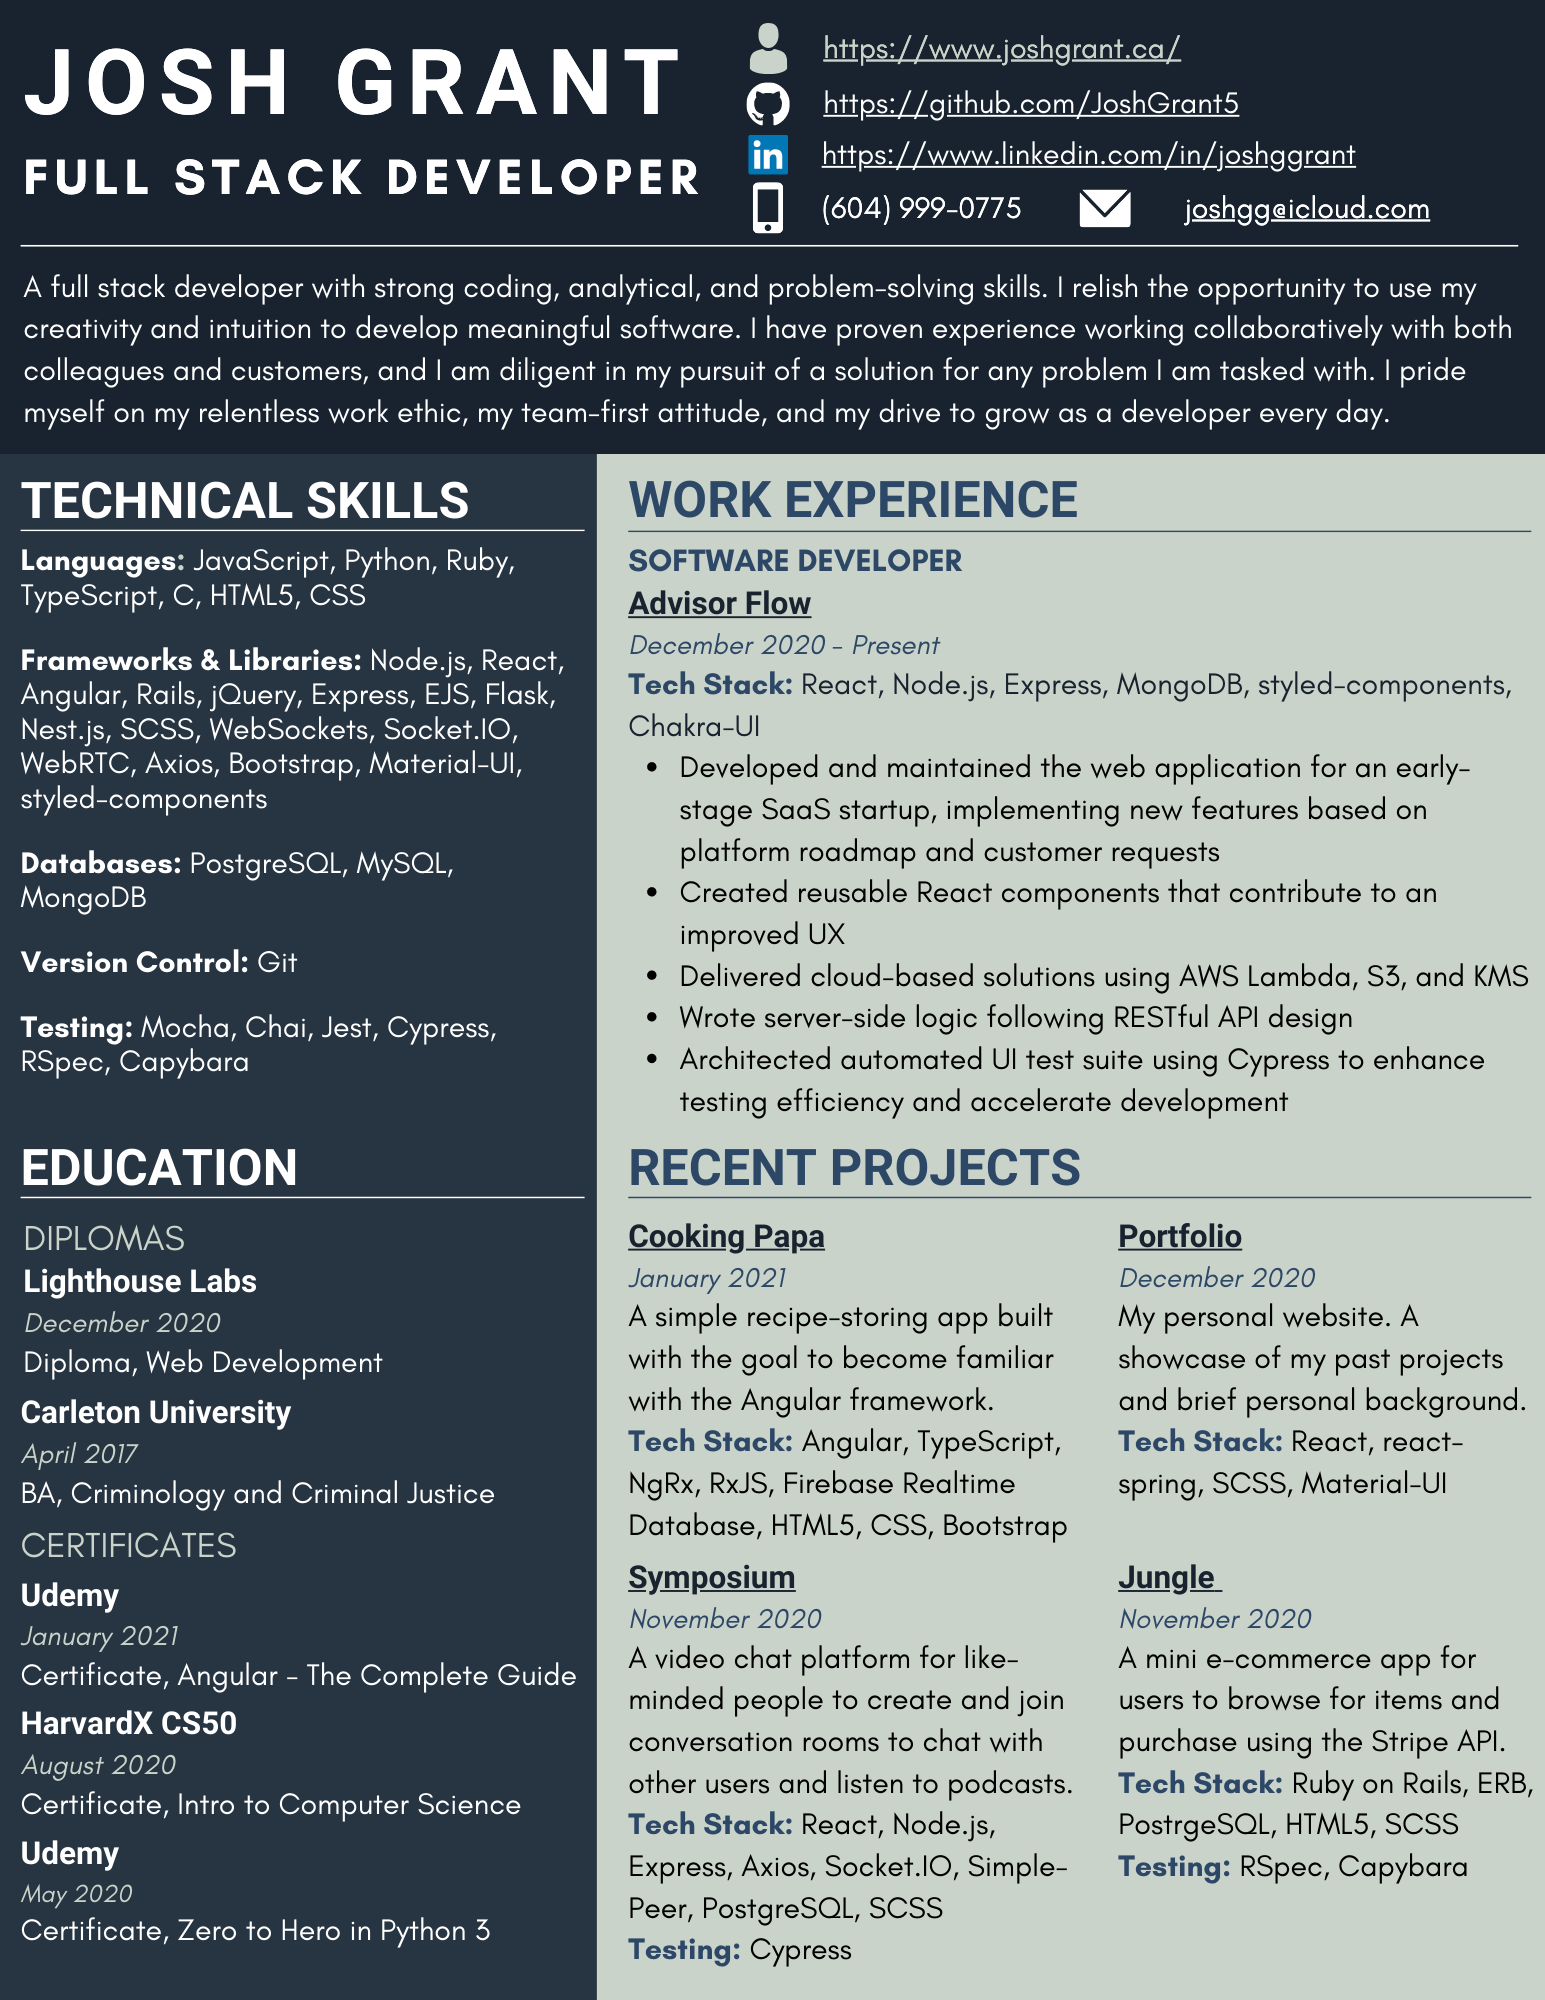 JOSH GRANT
FULL STACK DEVELOPER
https://www.joshgrant.ca/
https://github.com/JoshGrant5
in https://www.linkedin.com/in/joshggrant
(604) 999-0775 joshgg@icloud.com
A full stack developer with strong coding, analytical, and problem-solving skills. I relish the opportunity to use my
creativity and intuition to develop meaningful software. I have proven experience working collaboratively with both
colleagues and customers, and I am diligent in my pursuit of a solution for any problem I am tasked with. I pride
myself on my relentless work ethic, my team-first attitude, and my drive to grow as a developer every day.
TECHNICAL SKILLS
Languages: JavaScript, Python, Ruby,
TypeScript, C, HTML5, CSS
Frameworks & Libraries: Node.js, React,
Angular, Rails, jQuery, Express, EJS, Flask,
Nest.js, SCSS, WebSockets, Socket.IO,
WebRTC, Axios, Bootstrap, Material-UI,
styled-components
Databases: PostgreSQL, MySQL,
MongoDB
Version Control: Git
Testing: Mocha, Chai, Jest, Cypress,
RSpec, Capybara
EDUCATION
DIPLOMAS
Lighthouse Labs
December 2020
Diploma, Web Development
Carleton University
April 2017
BA, Criminology and Criminal Justice
CERTIFICATES
Udemy
January 2021
Certificate, Angular - The Complete Guide
HarvardX CS50
August 2020
Certificate, Intro to Computer Science
Udemy
May 2020
Certificate, Zero to Hero in Python 3
WORK EXPERIENCE
SOFTWARE DEVELOPER
Advisor Flow
December 2020 - Present
Tech Stack: React, Node.js, Express, MongoDB, styled-components,
Chakra-UI
• Developed and maintained the web application for an early-
stage SaaS startup, implementing new features based on
platform roadmap and customer requests
• Created reusable React components that contribute to an
improved UX
• Delivered cloud-based solutions using AWS Lambda, S3, and KMS
• Wrote server-side logic following RESTful API design
• Architected automated UI test suite using Cypress to enhance
testing efficiency and accelerate development
RECENT PROJECTS
Cooking Papa
January 2021
A simple recipe-storing app built
with the goal to become familiar
with the Angular framework.
Tech Stack: Angular, TypeScript,
NgRx, RxJS, Firebase Realtime
Database, HTML5, CSS, Bootstrap
Portfolio
December 2020
My personal website. A
showcase of my past projects
and brief personal background.
Tech Stack: React, react-
spring, SCSS, Material-UI
Symposium
November 2020
A video chat platform for like-
minded people to create and join
conversation rooms to chat with
other users and listen to podcasts.
Tech Stack: React, Node.js,
Express, Axios, Socket.IO, Simple-
Peer, PostgreSQL, SCSS
Testing: Cypress
Jungle
November 2020
A mini e-commerce app for
users to browse for items and
purchase using the Stripe API.
Tech Stack: Ruby on Rails, ERB,
PostrgeSQL, HTML5, SCSS
Testing: RSpec, Capybara